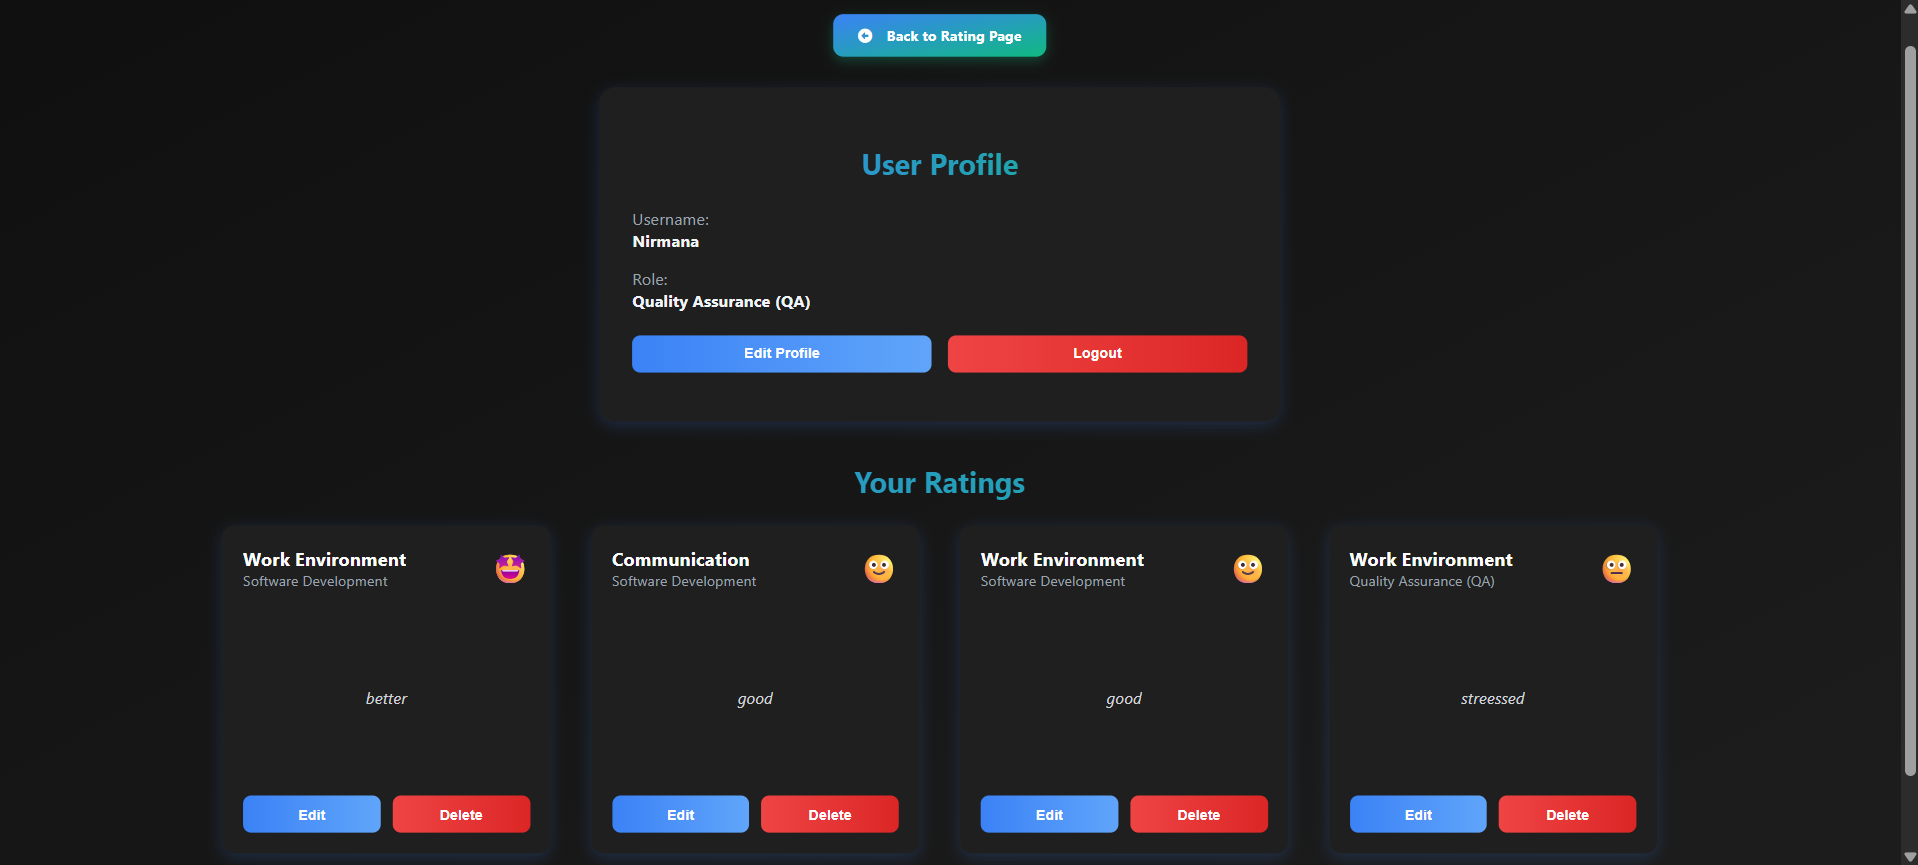 Back to Rating Page
User Profile
Username:
Nirmana
Role:
Quality Assurance (QA)
Edit Profile
Logout
Your Ratings
Work Environment
Software Development
better
Edit
Delete
Communication
Software Development
good
Edit
Delete
Work Environment
Software Development
good
Edit
Delete
Work Environment
Quality Assurance (QA)
streessed
Edit
Delete